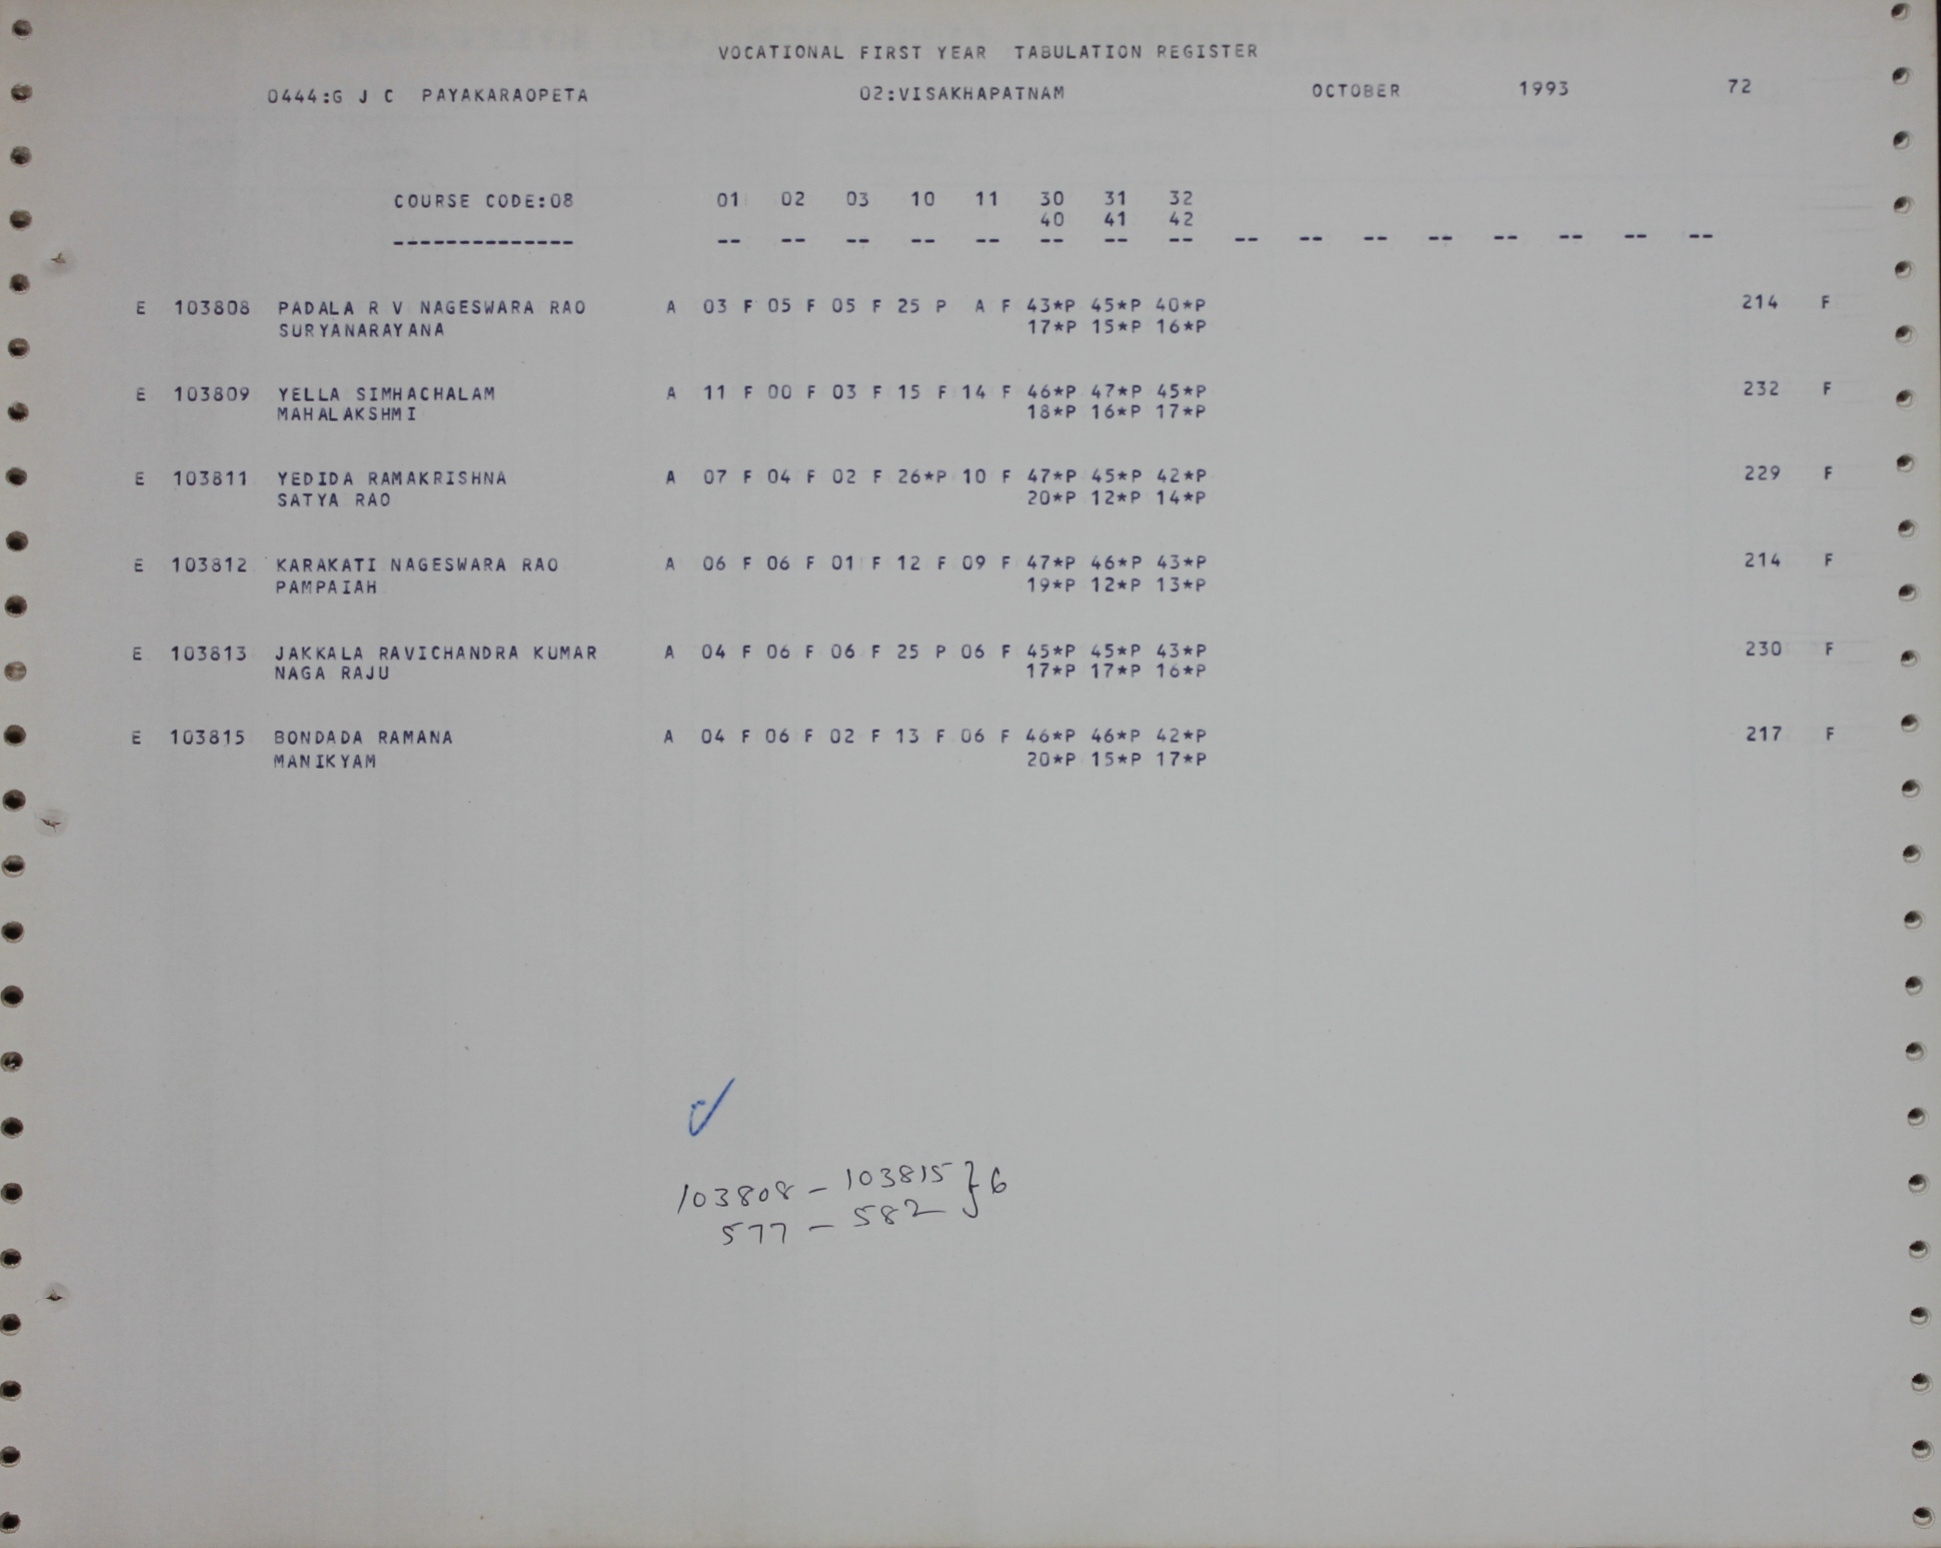 VOCATIONAL FIRST YEAR TABULATION REGISTER
0444:G J C PAYAKARAOPETA 02:VISAKHAPATNAM OCTOBER 1993 72
COURSE CODE:08 01 02 03 10 11 30 31 32
40 41 42
-------------- -- -- -- -- -- -- -- -- -- -- -- -- -- -- -- --
E 103808 PADALA R V NAGESWARA RAO A 03 F 05 F 05 F 25 P A F 43*P 45*P 40*P 214 F
SURYANARAYANA 17*P 15*P 16*P
E 103809 YELLA SIMHACHALAM A 11 F 00 F 03 F 15 F 14 F 46*P 47*P 45*P 232 F
MAHALAKSHMI 18*P 16*P 17*P
E 103811 YEDIDA RAMAKRISHNA A 07 F 04 F 02 F 26*P 10 F 47*P 45*P 42*P 229 F
SATYA RAO 20*P 12*P 14*P
E 103812 KARAKATI NAGESWARA RAO A 06 F 06 F 01 F 12 F 09 F 47*P 46*P 43*P 214 F
PAMPAIAH 19*P 12*P 13*P
E 103813 JAKKALA RAVICHANDRA KUMAR A 04 F 06 F 06 F 25 P 06 F 45*P 45*P 43*P 230 F
NAGA RAJU 17*P 17*P 16*P
E 103815 BONDADA RAMANA A 04 F 06 F 02 F 13 F 06 F 46*P 46*P 42*P 217 F
MANIKYAM 20*P 15*P 17*P
103808 - 103815 } 6
577 - 582